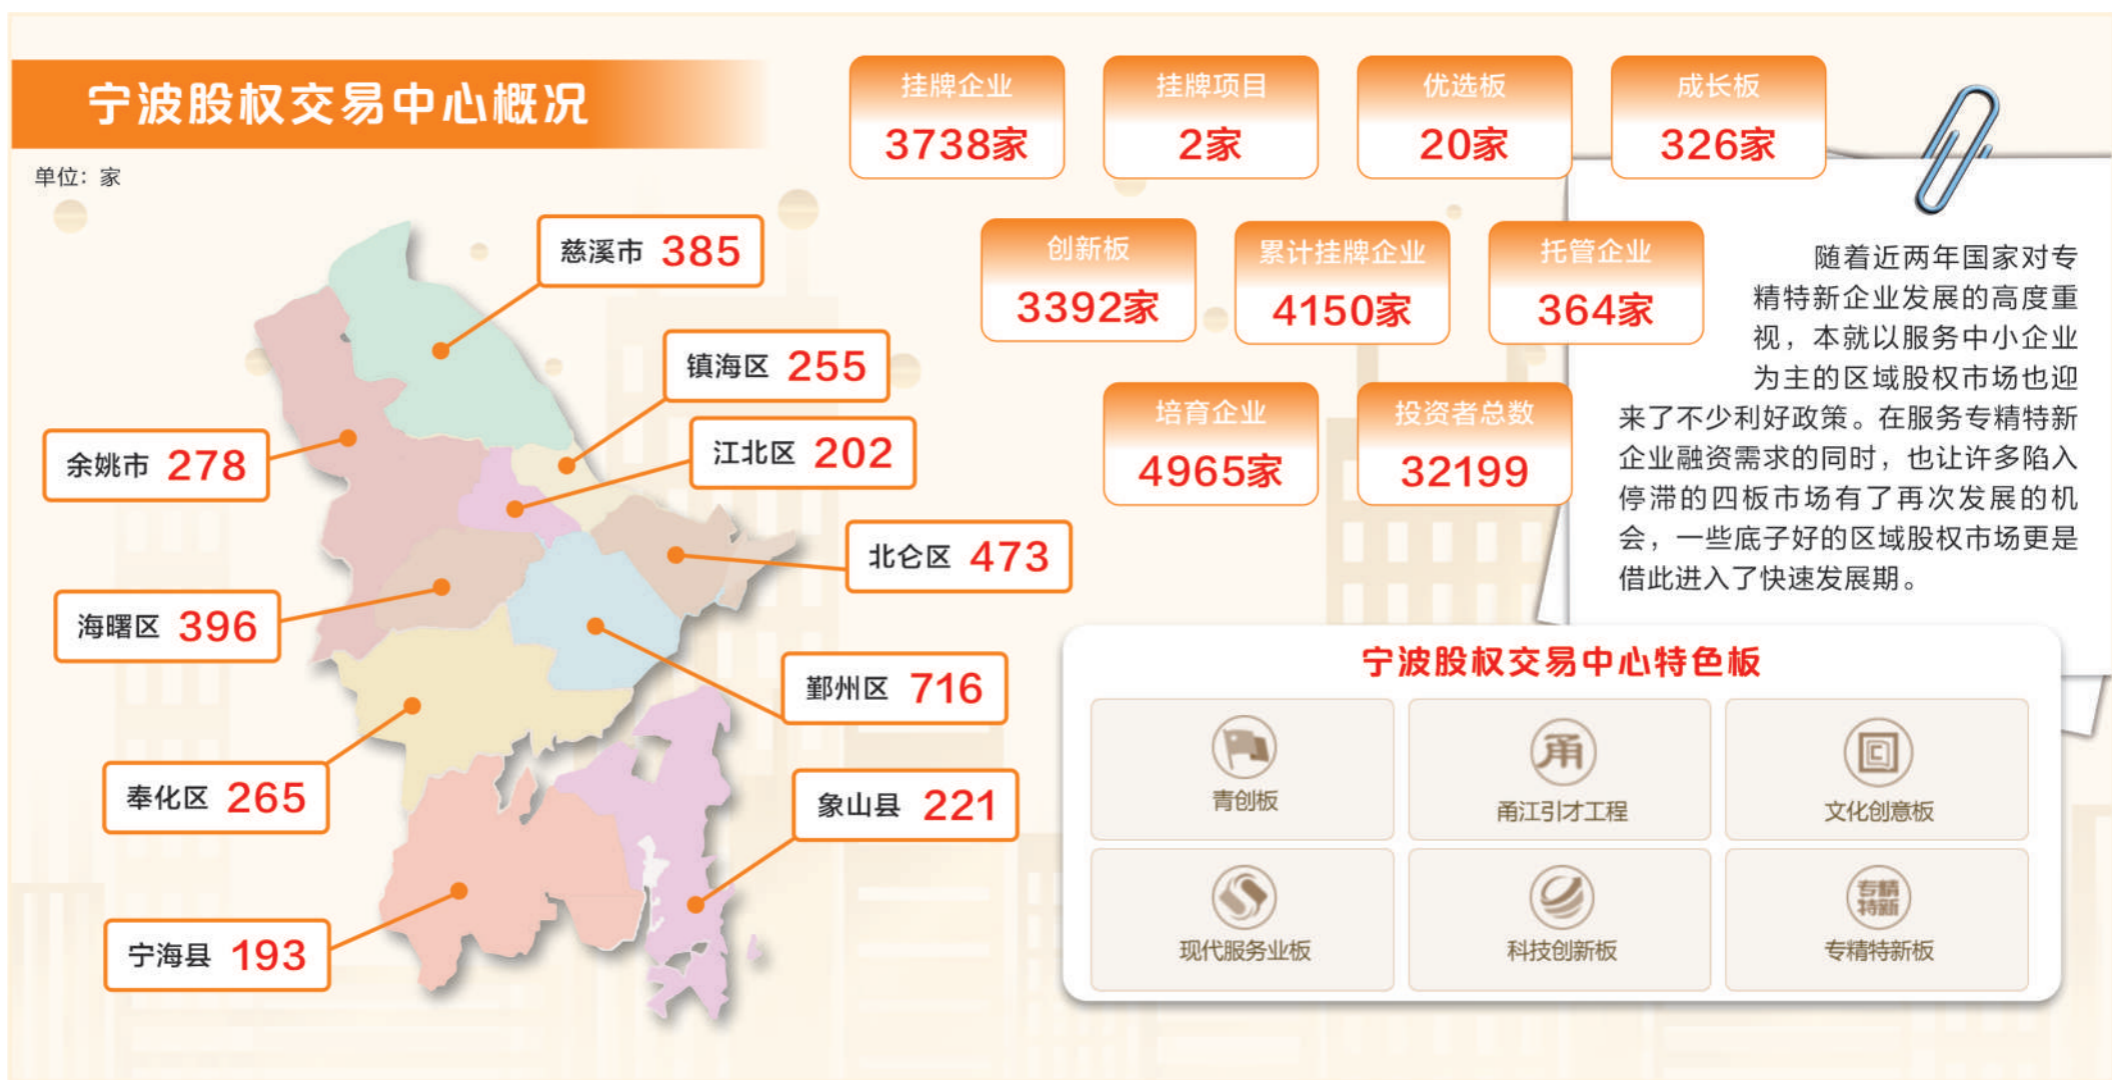 宁波股权交易中心概况
单位：家
挂牌企业
3738家
挂牌项目
2家
优选板
20家
成长板
326家
创新板
3392家
累计挂牌企业
4150家
托管企业
364家
培育企业
4965家
投资者总数
32199
慈溪市 385
镇海区 255
江北区 202
余姚市 278
北仑区 473
海曙区 396
鄞州区 716
奉化区 265
象山县 221
宁海县 193
随着近两年国家对专
精特新企业发展的高度重
视，本就以服务中小企业
为主的区域股权市场也迎
来了不少利好政策。在服务专精特新
企业融资需求的同时，也让许多陷入
停滞的四板市场有了再次发展的机
会，一些底子好的区域股权市场更是
借此进入了快速发展期。
宁波股权交易中心特色板
青创板
甬
甬江引才工程
文化创意板
现代服务业板
科技创新板
专精
特新
专精特新板